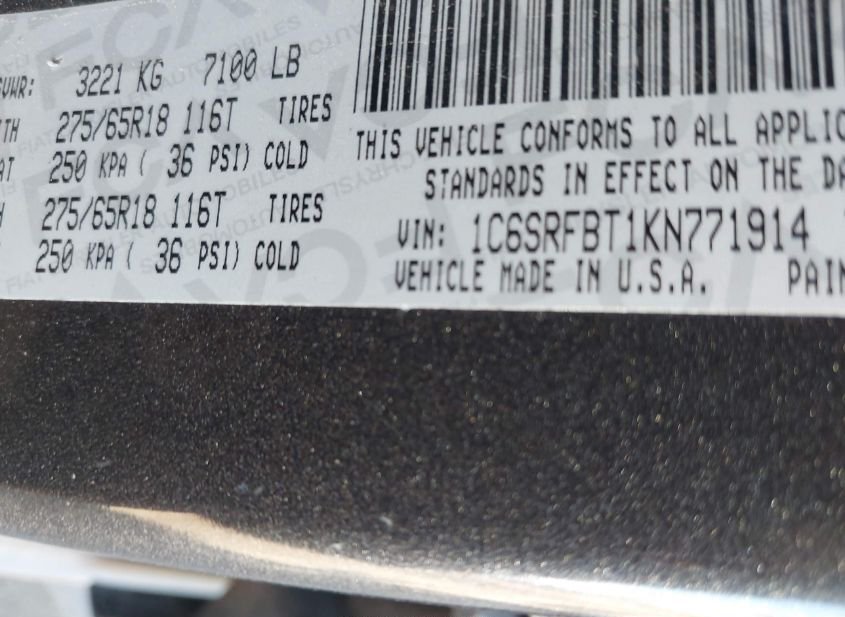 GVWR: 3221 KG 7100 LB
275/65R18 116T TIRES
250 KPA ( 36 PSI) COLD
275/65R18 116T TIRES
250 KPA ( 36 PSI) COLD
THIS VEHICLE CONFORMS TO ALL APPLIC
STANDARDS IN EFFECT ON THE DA
VIN: 1C6SRFBT1KN771914
VEHICLE MADE IN U.S.A. PAIN